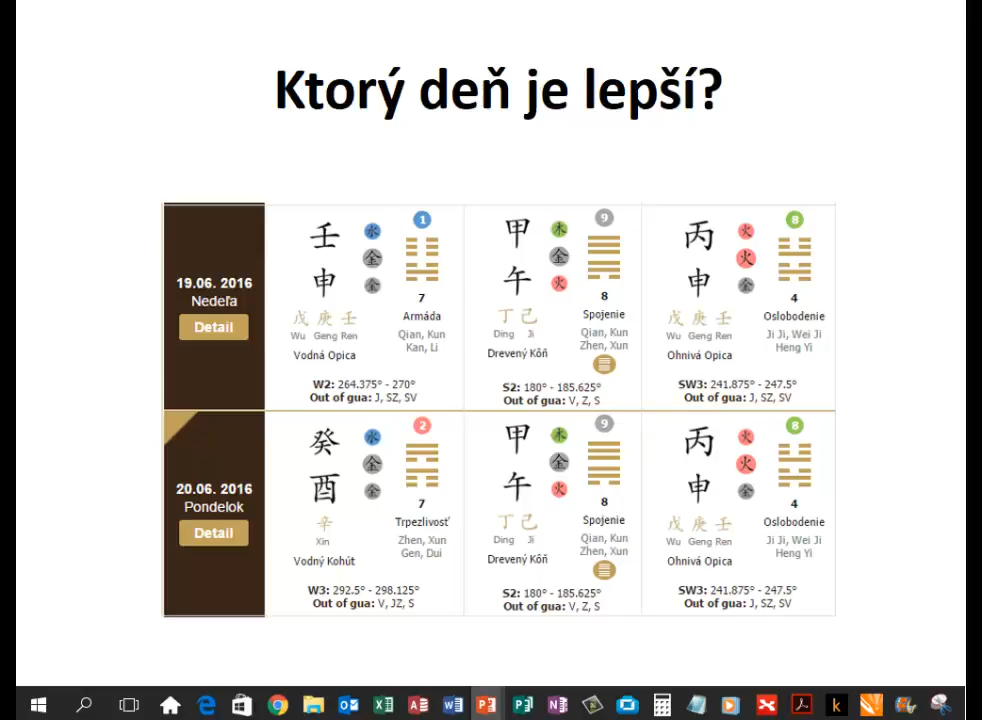 Ktorý deň je lepší?
19.06. 2016
Nedeľa
Detail
壬 水 1
金
申 金
7
戊 庚 壬
Armáda
Wu Geng Ren
Qian, Kun
Kan, Li
Vodná Opica
W2: 264.375° - 270°
Out of gua: J, SZ, SV
甲 木 9
金
午 火
8
丁 己
Spojenie
Ding Ji
Qian, Kun
Zhen, Xun
Drevený Kôň
S2: 180° - 185.625°
Out of gua: V, Z, S
丙 火 8
火
申 金
4
戊 庚 壬
Oslobodenie
Wu Geng Ren
Ji Ji, Wei Ji
Heng Yi
Ohnivá Opica
SW3: 241.875° - 247.5°
Out of gua: J, SZ, SV
20.06. 2016
Pondelok
Detail
癸 水 2
金
酉 金
7
辛
Trpezlivosť
Xin
Zhen, Xun
Gen, Dui
Vodný Kohút
W3: 292.5° - 298.125°
Out of gua: V, JZ, S
甲 木 9
金
午 火
8
丁 己
Spojenie
Ding Ji
Qian, Kun
Zhen, Xun
Drevený Kôň
S2: 180° - 185.625°
Out of gua: V, Z, S
丙 火 8
火
申 金
4
戊 庚 壬
Oslobodenie
Wu Geng Ren
Ji Ji, Wei Ji
Heng Yi
Ohnivá Opica
SW3: 241.875° - 247.5°
Out of gua: J, SZ, SV